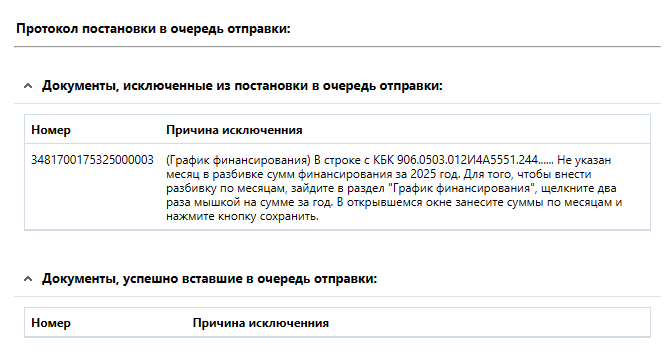 Протокол постановки в очередь отправки:
Документы, исключенные из постановки в очередь отправки:
Номер Причина исключенния
3481700175325000003 (График финансирования) В строке с КБК 906.0503.012И4А5551.244...... Не указан
месяц в разбивке сумм финансирования за 2025 год. Для того, чтобы внести
разбивку по месяцам, зайдите в раздел "График финансирования", щелкните два
раза мышкой на сумме за год. В открывшемся окне занесите суммы по месяцам и
нажмите кнопку сохранить.
Документы, успешно вставшие в очередь отправки:
Номер Причина исключенния